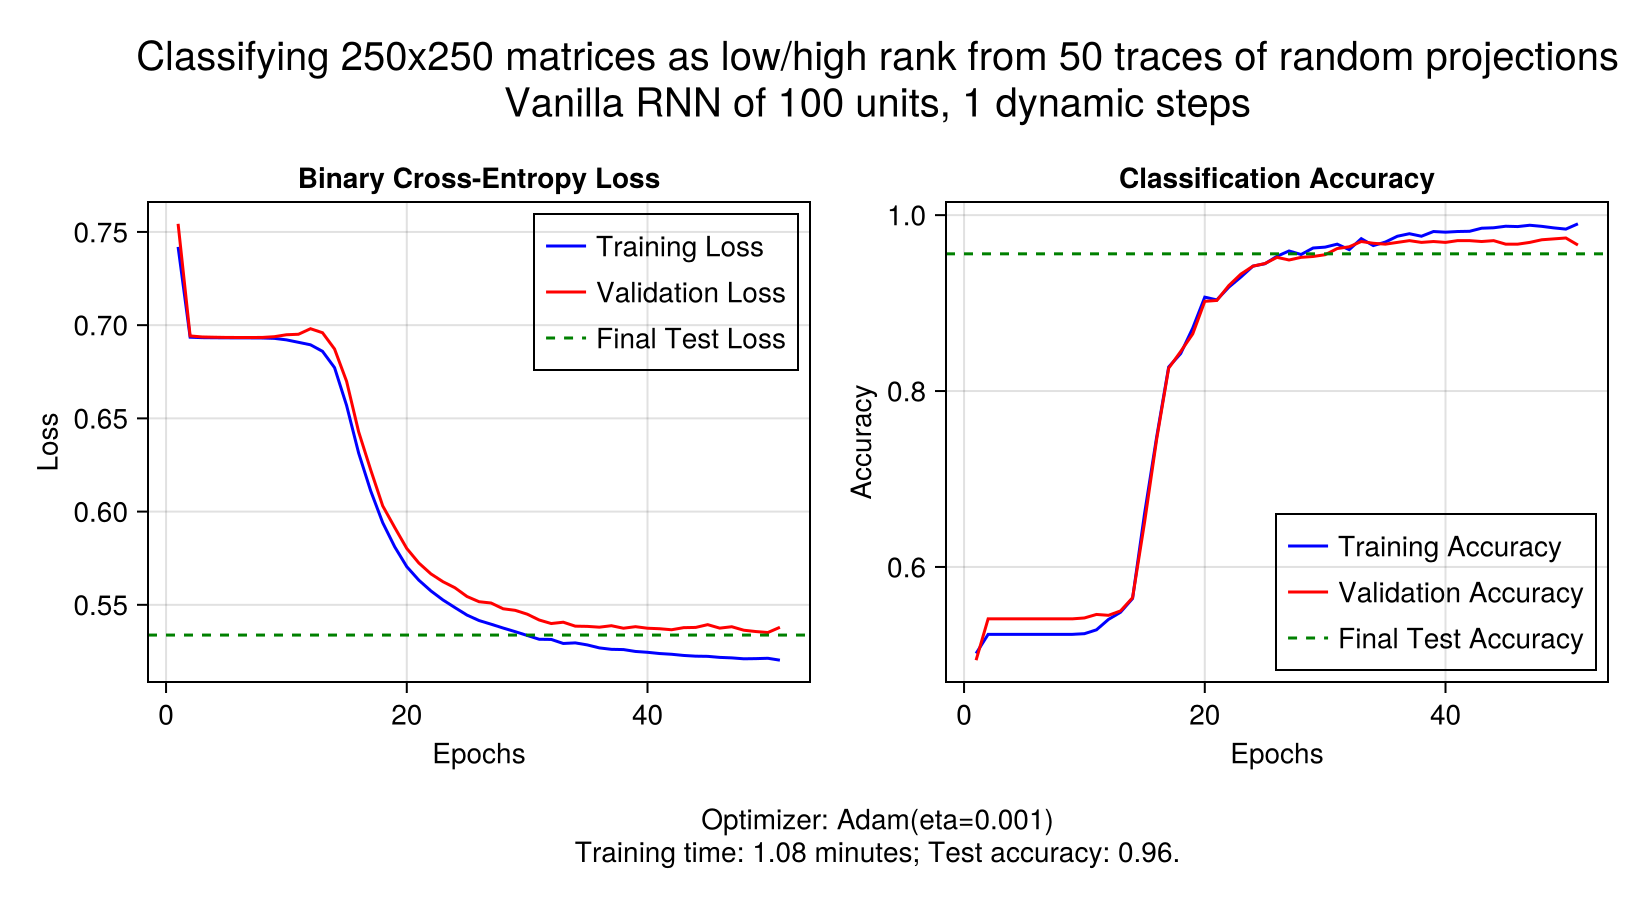 Classifying 250x250 matrices as low/high rank from 50 traces of random projections
Vanilla RNN of 100 units, 1 dynamic steps
Binary Cross-Entropy Loss
Loss
0.75
0.70
0.65
0.60
0.55
Training Loss
Validation Loss
Final Test Loss
0
20
40
Epochs
Classification Accuracy
Accuracy
1.0
0.8
0.6
Training Accuracy
Validation Accuracy
Final Test Accuracy
0
20
40
Epochs
Optimizer: Adam(eta=0.001)
Training time: 1.08 minutes; Test accuracy: 0.96.